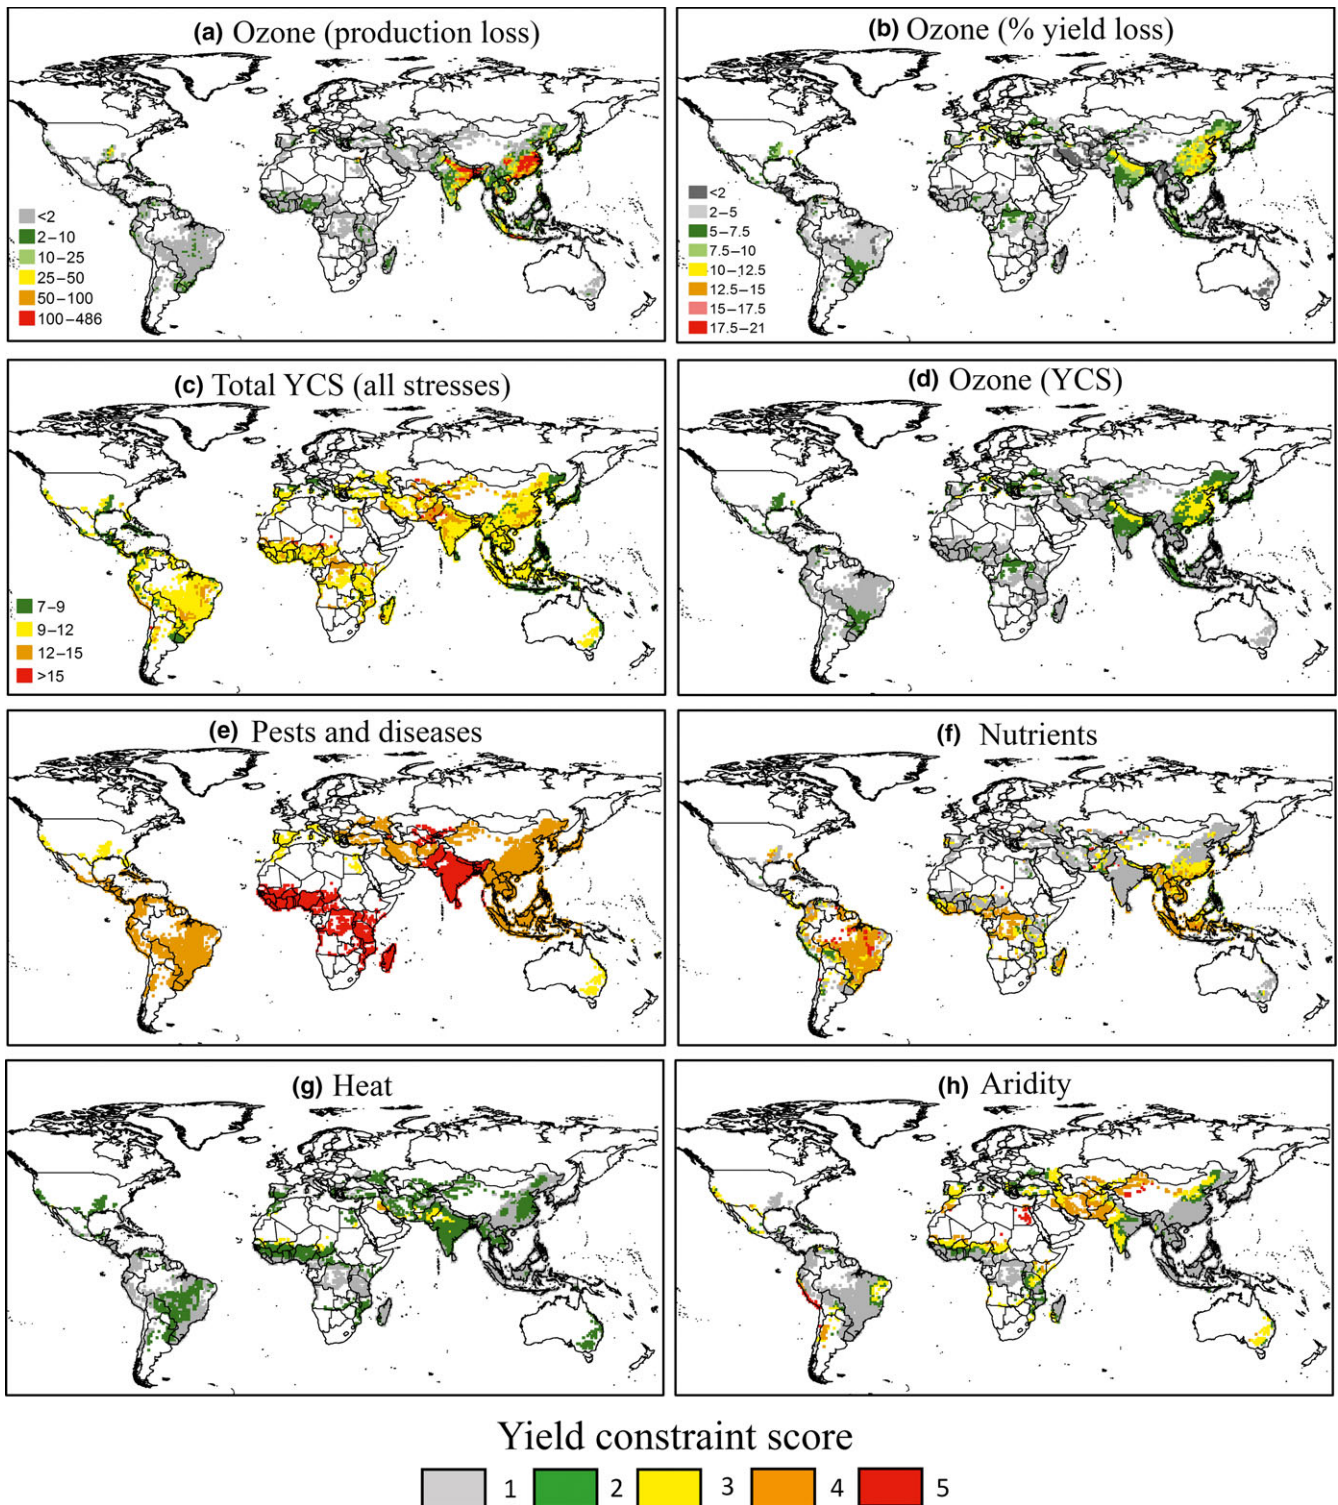 (a) Ozone (production loss)
<2
2–10
10–25
25–50
50–100
100–486
(b) Ozone (% yield loss)
<2
2–5
5–7.5
7.5–10
10–12.5
12.5–15
15–17.5
17.5–21
(c) Total YCS (all stresses)
7–9
9–12
12–15
>15
(d) Ozone (YCS)
(e) Pests and diseases
(f) Nutrients
(g) Heat
(h) Aridity
Yield constraint score
1 2 3 4 5